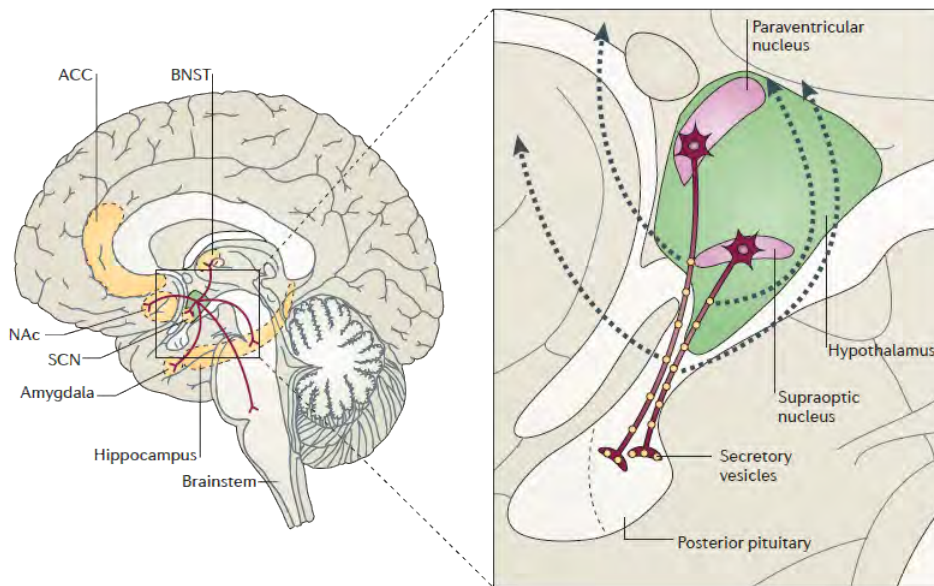 ACC
BNST
NAc
SCN
Amygdala
Hippocampus
Brainstem
Paraventricular
nucleus
Hypothalamus
Supraoptic
nucleus
Secretory
vesicles
Posterior pituitary